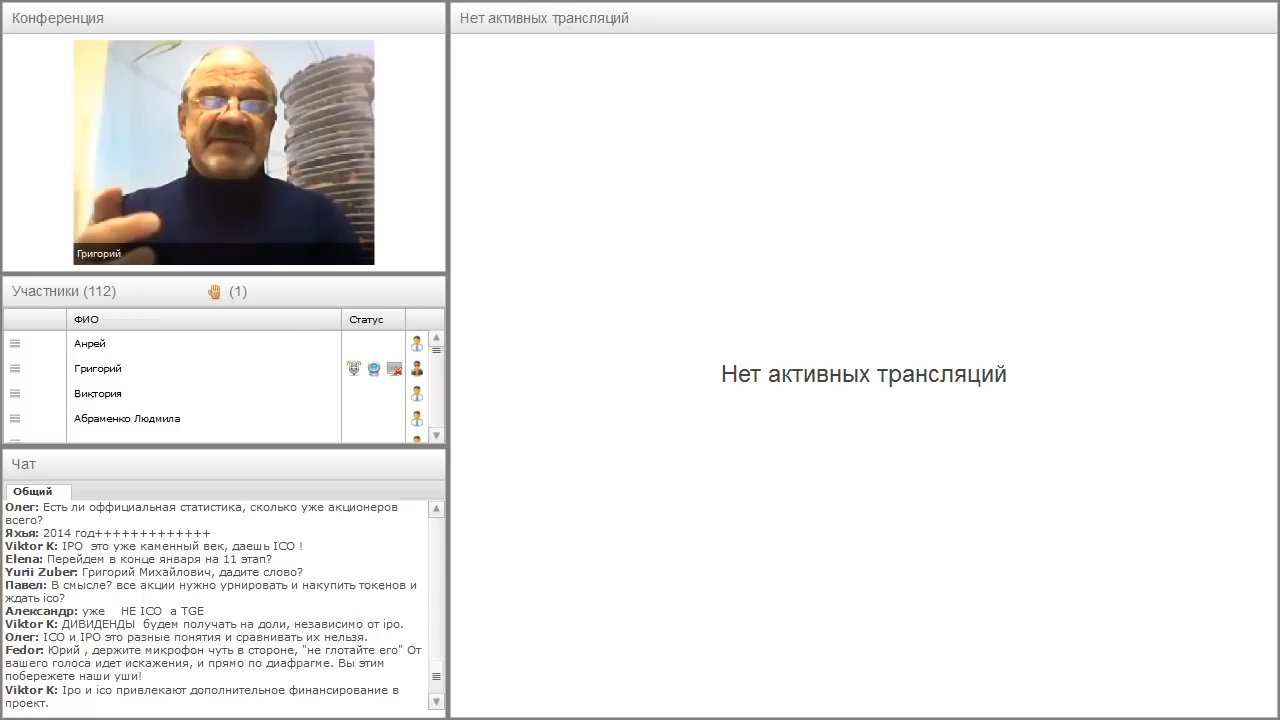 Конференция
Нет активных трансляций
Григорий
Участники (112)
(1)
ФИО
Статус
Анрей
Григорий
Виктория
Абраменко Людмила
Чат
Общий
Олег: Есть ли оффициальная статистика, сколько уже акционеров
всего?
Яхья: 2014 год+++++++++++++
Viktor K: IPO это уже каменный век, даешь ICO !
Elena: Перейдем в конце января на 11 этап?
Yurii Zuber: Григорий Михайлович, дадите слово?
Павел: В смысле? все акции нужно урнировать и накупить токенов и
ждать ico?
Александр: уже НЕ ICO а TGE
Viktor K: ДИВИДЕНДЫ будем получать на доли, независимо от ipo.
Олег: ICO и IPO это разные понятия и сравнивать их нельзя.
Fedor: Юрий , держите микрофон чуть в стороне, "не глотайте его" От
вашего голоса идет искажения, и прямо по диафрагме. Вы этим
побережете наши уши!
Viktor K: Ipo и ico привлекают дополнительное финансирование в
проект.
Нет активных трансляций